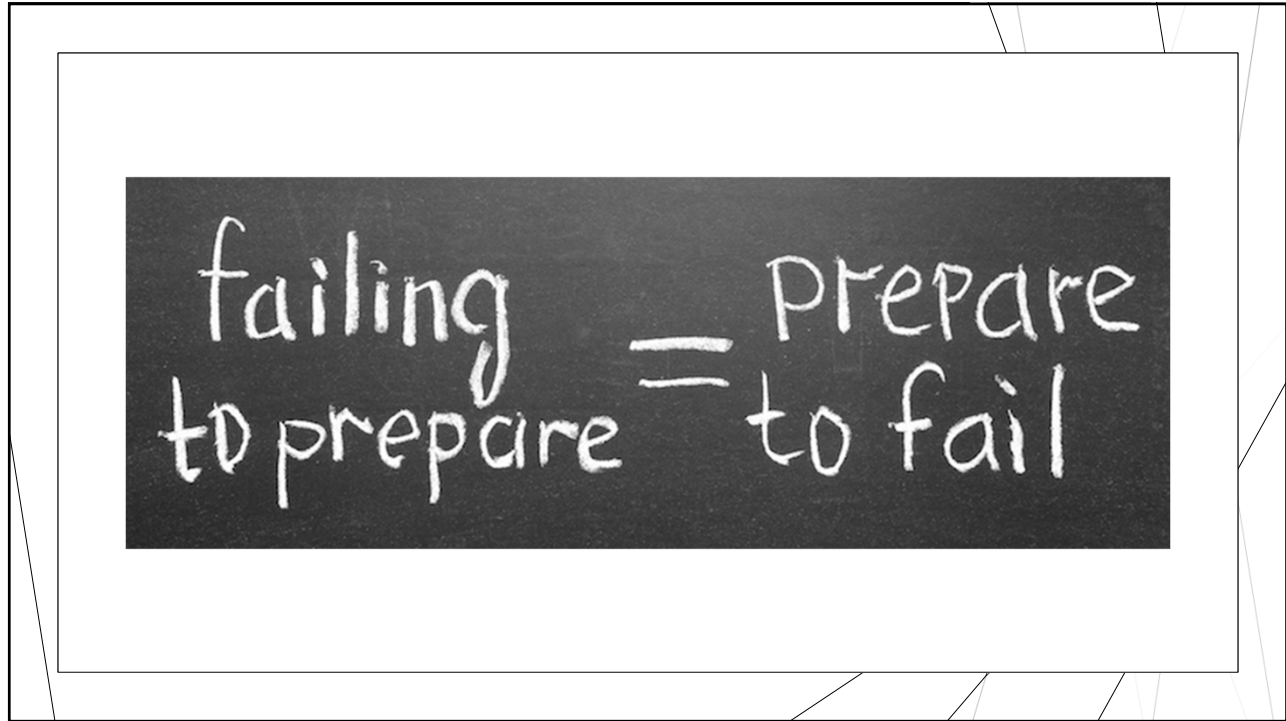 failing
to prepare
=
prepare
to fail